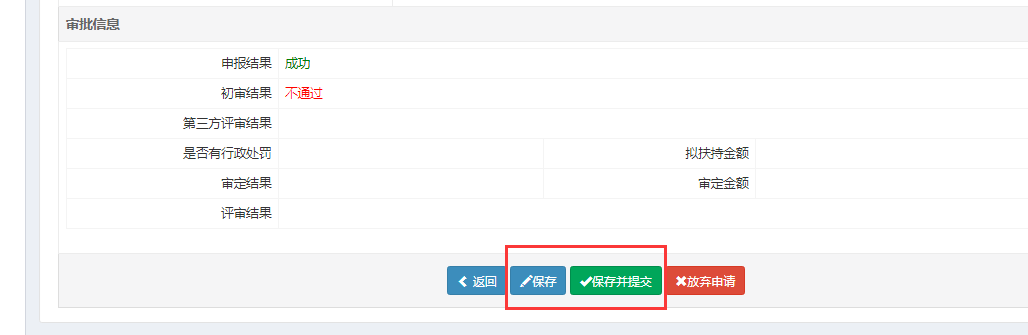 审批信息
申报结果 成功
初审结果 不通过
第三方评审结果
是否有行政处罚 拟扶持金额
审定结果 审定金额
评审结果
返回 保存 保存并提交 放弃申请